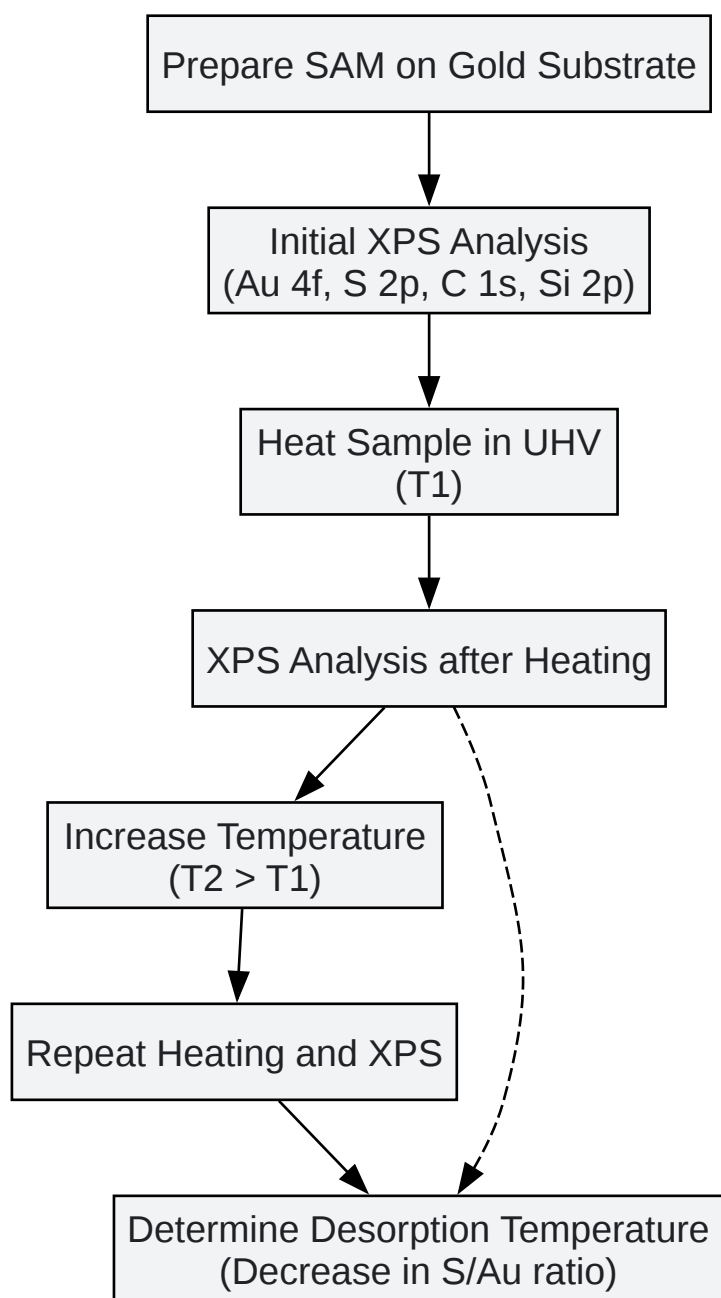 Prepare SAM on Gold Substrate
Initial XPS Analysis
(Au 4f, S 2p, C 1s, Si 2p)
Heat Sample in UHV
(T1)
XPS Analysis after Heating
Increase Temperature
(T2 > T1)
Repeat Heating and XPS
Determine Desorption Temperature
(Decrease in S/Au ratio)